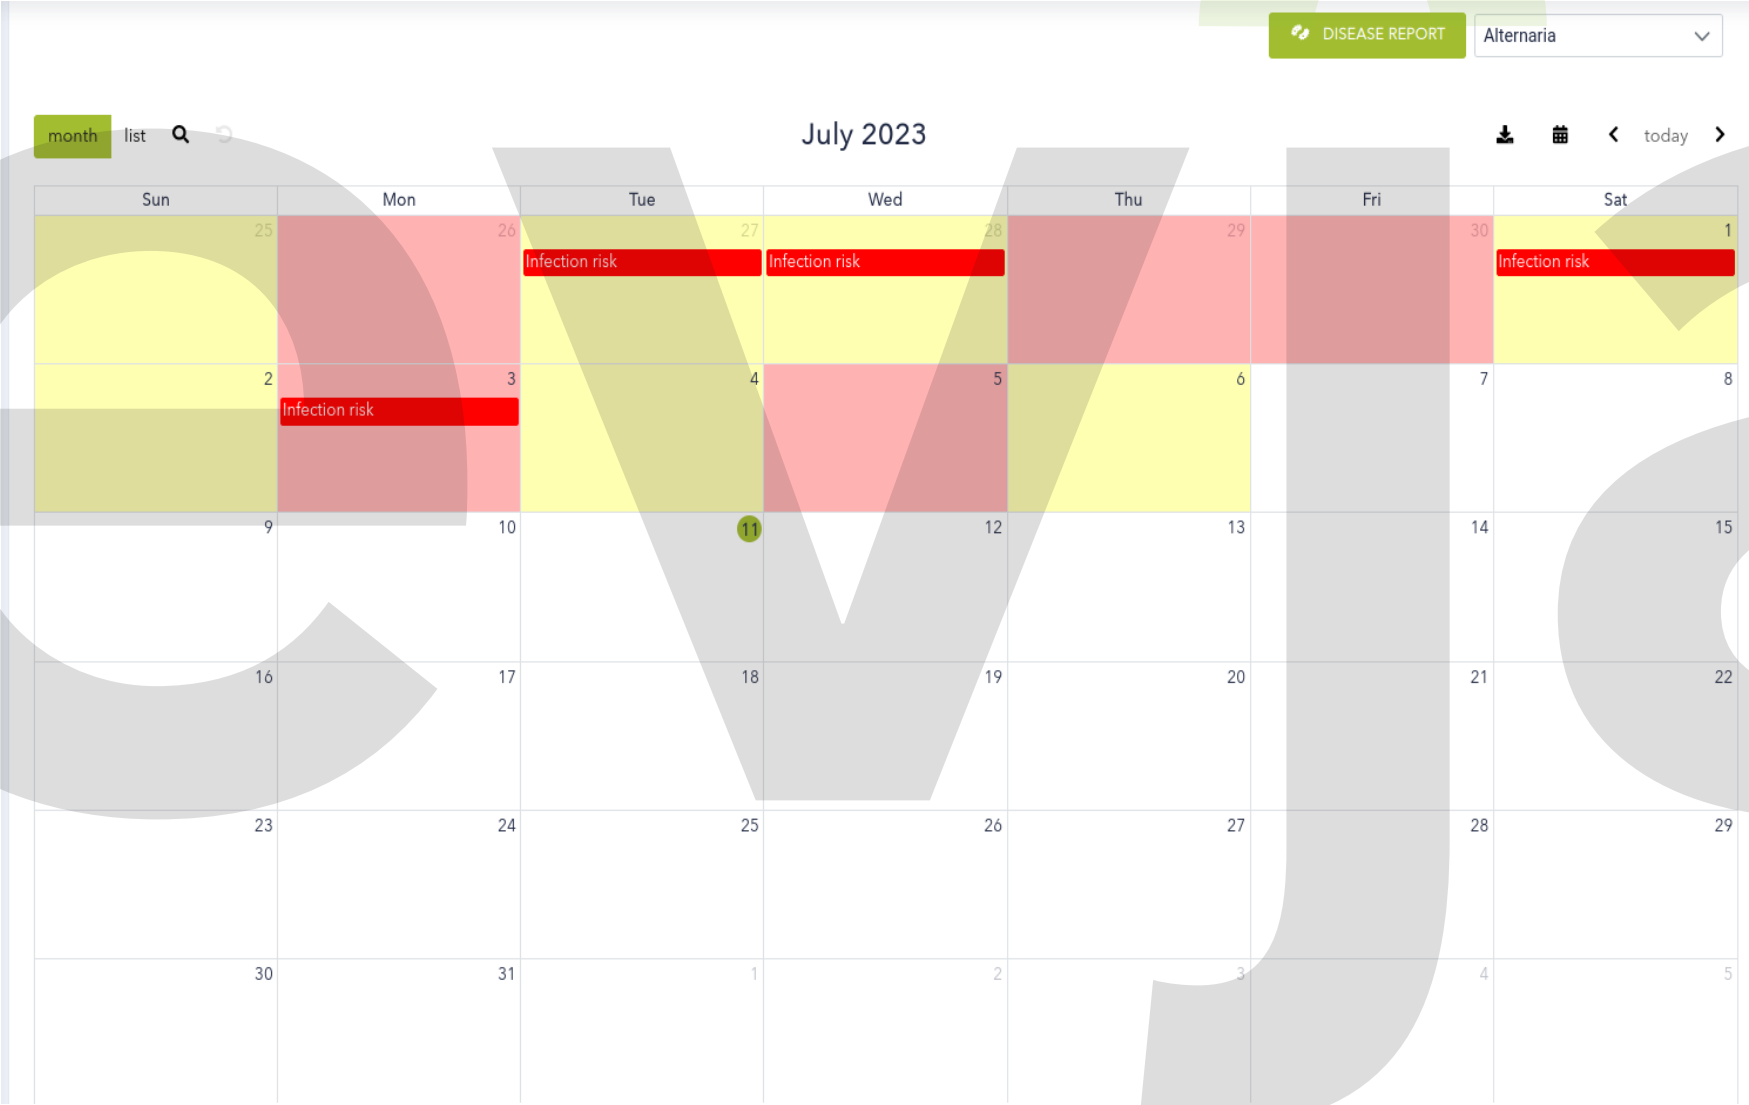 DISEASE REPORT Alternaria
month list July 2023 today
Sun Mon Tue Wed Thu Fri Sat
25 26 27 28 29 30 1
Infection risk Infection risk Infection risk
2 3 4 5 6 7 8
Infection risk
9 10 11 12 13 14 15
16 17 18 19 20 21 22
23 24 25 26 27 28 29
30 31 1 2 3 4 5